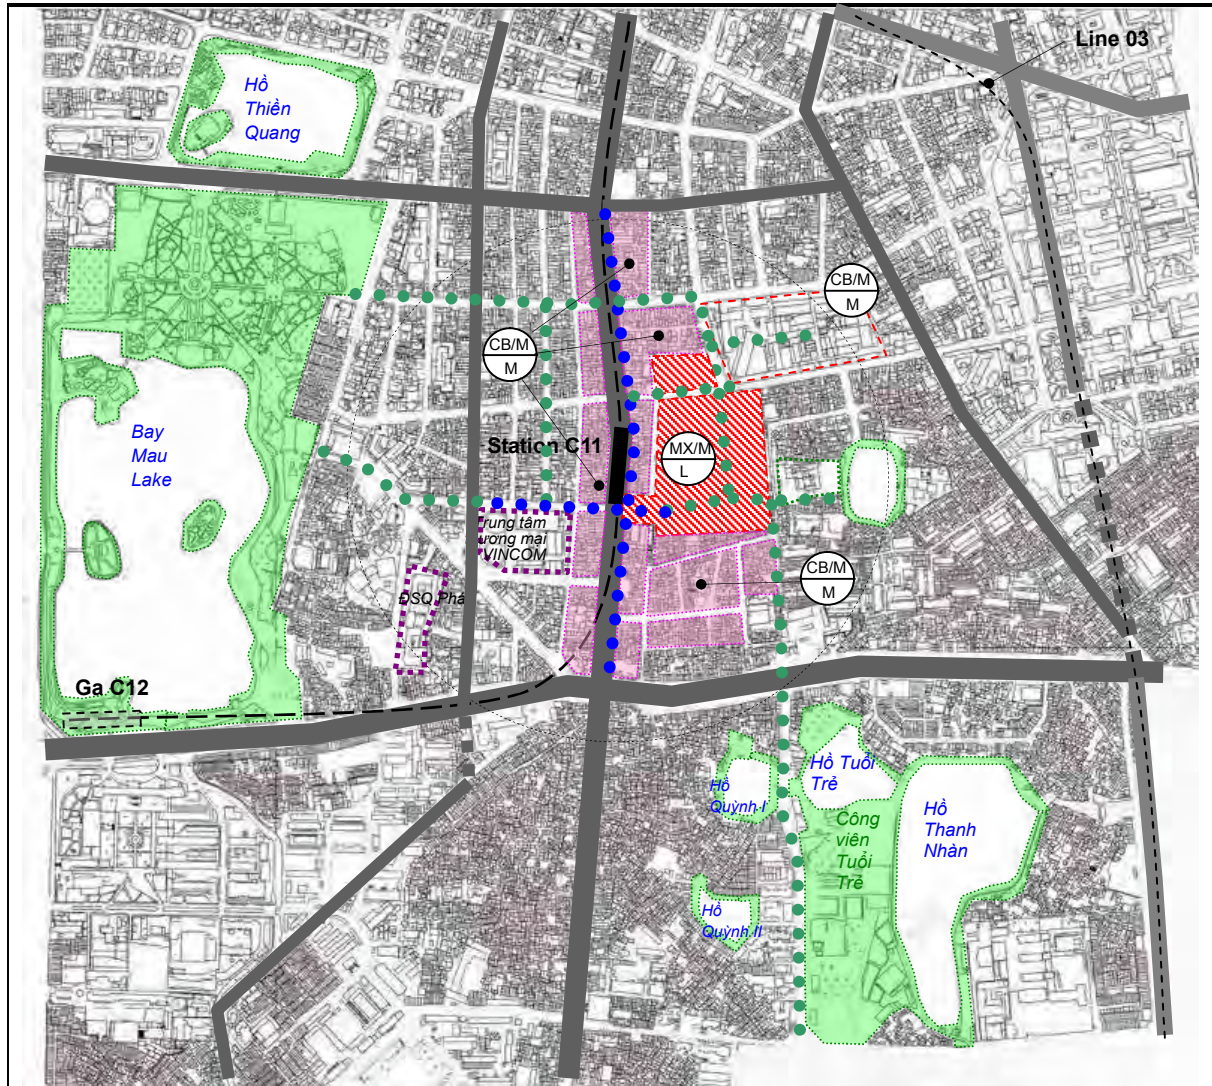 Line 03
Hồ
Thiền
Quang
CB/M
M
CB/M
M
Bay
Mau
Lake
Station C11
MX/M
L
rung tâm
ương mại
VINCOM
CB/M
M
ĐSQ Phá
Ga C12
Hồ Tuổi
Trẻ
Hồ
Quỳnh I
Công
viên
Tuổi
Trẻ
Hồ
Thanh
Nhàn
Hồ
Quỳnh II